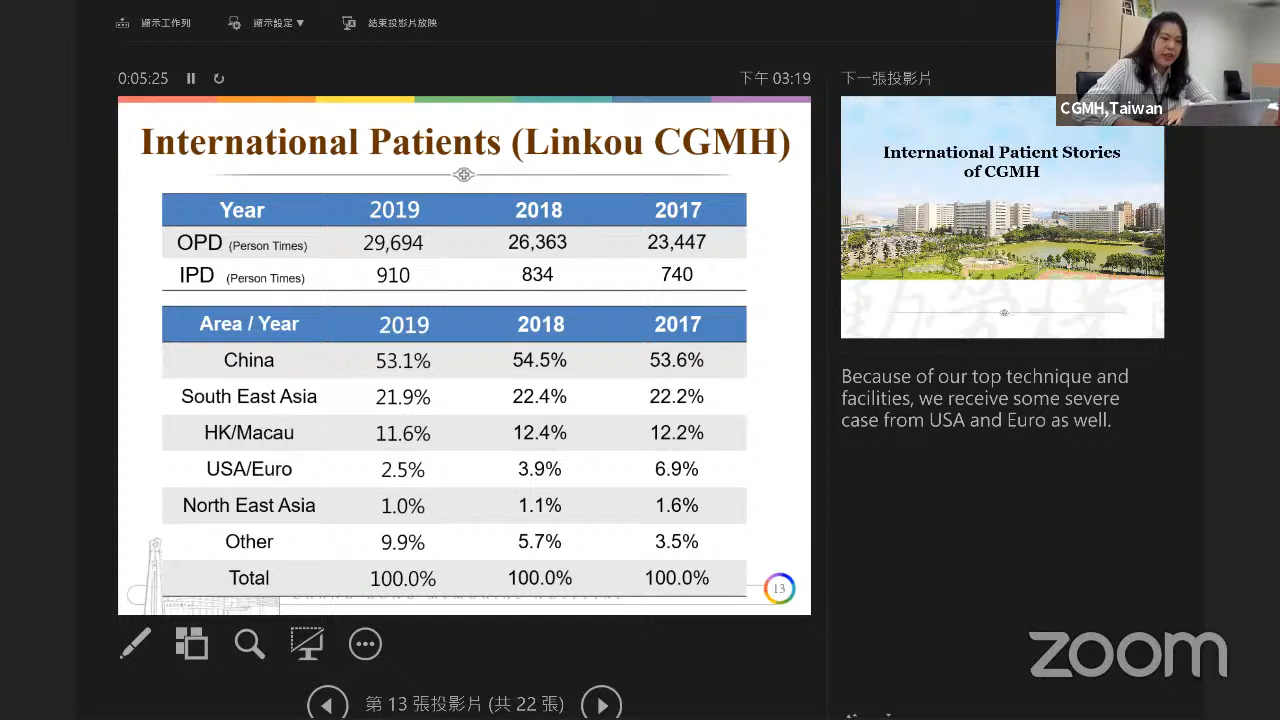 顯示工作列 顯示設定▼ 結束投影片放映
0:05:25 下午 03:19
International Patients (Linkou CGMH)
Year 2019 2018 2017
OPD (Person Times) 29,694 26,363 23,447
IPD (Person Times) 910 834 740
Area / Year 2019 2018 2017
China 53.1% 54.5% 53.6%
South East Asia 21.9% 22.4% 22.2%
HK/Macau 11.6% 12.4% 12.2%
USA/Euro 2.5% 3.9% 6.9%
North East Asia 1.0% 1.1% 1.6%
Other 9.9% 5.7% 3.5%
Total 100.0% 100.0% 100.0%
13
第 13 張投影片 (共 22 張)
下一張投影片
CGMH,Taiwan
International Patient Stories
of CGMH
Because of our top technique and
facilities, we receive some severe
case from USA and Euro as well.
zoom